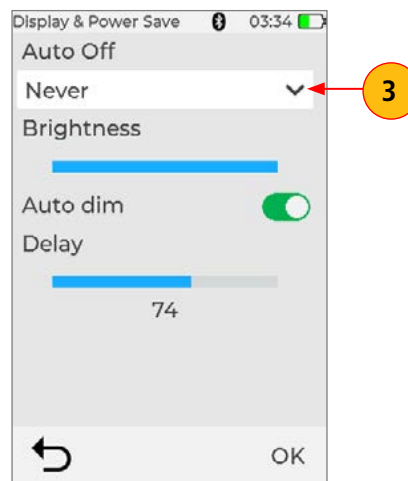 Display & Power Save 03:34
Auto Off
Never
3
Brightness
Auto dim
Delay
74
OK